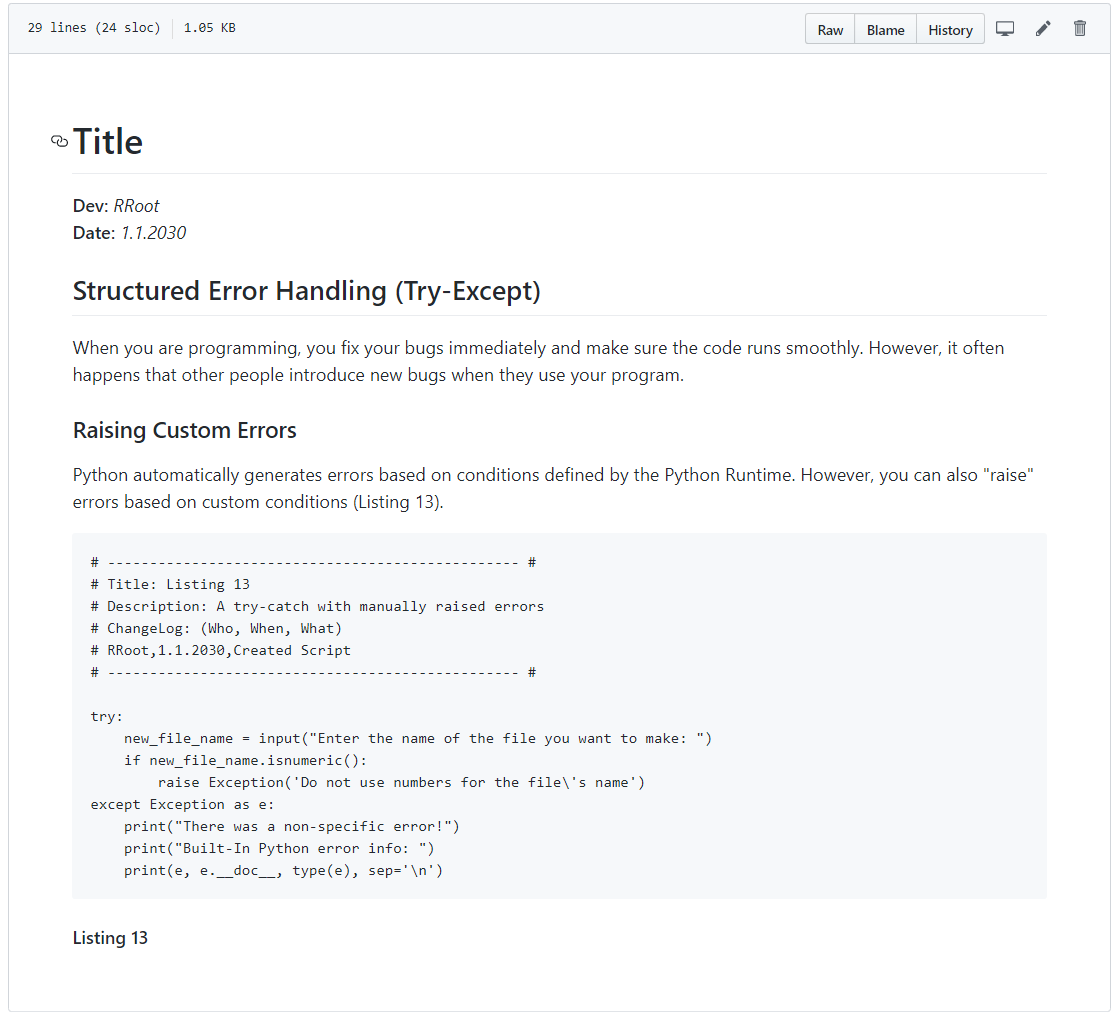 29 lines (24 sloc) 1.05 KB Raw Blame History
Title
Dev: RRoot
Date: 1.1.2030
Structured Error Handling (Try-Except)
When you are programming, you fix your bugs immediately and make sure the code runs smoothly. However, it often
happens that other people introduce new bugs when they use your program.
Raising Custom Errors
Python automatically generates errors based on conditions defined by the Python Runtime. However, you can also "raise"
errors based on custom conditions (Listing 13).
# ------------------------------------------------- #
# Title: Listing 13
# Description: A try-catch with manually raised errors
# ChangeLog: (Who, When, What)
# RRoot,1.1.2030,Created Script
# ------------------------------------------------- #
try:
    new_file_name = input("Enter the name of the file you want to make: ")
    if new_file_name.isnumeric():
        raise Exception('Do not use numbers for the file\'s name')
except Exception as e:
    print("There was a non-specific error!")
    print("Built-In Python error info: ")
    print(e, e.__doc__, type(e), sep='\n')
Listing 13